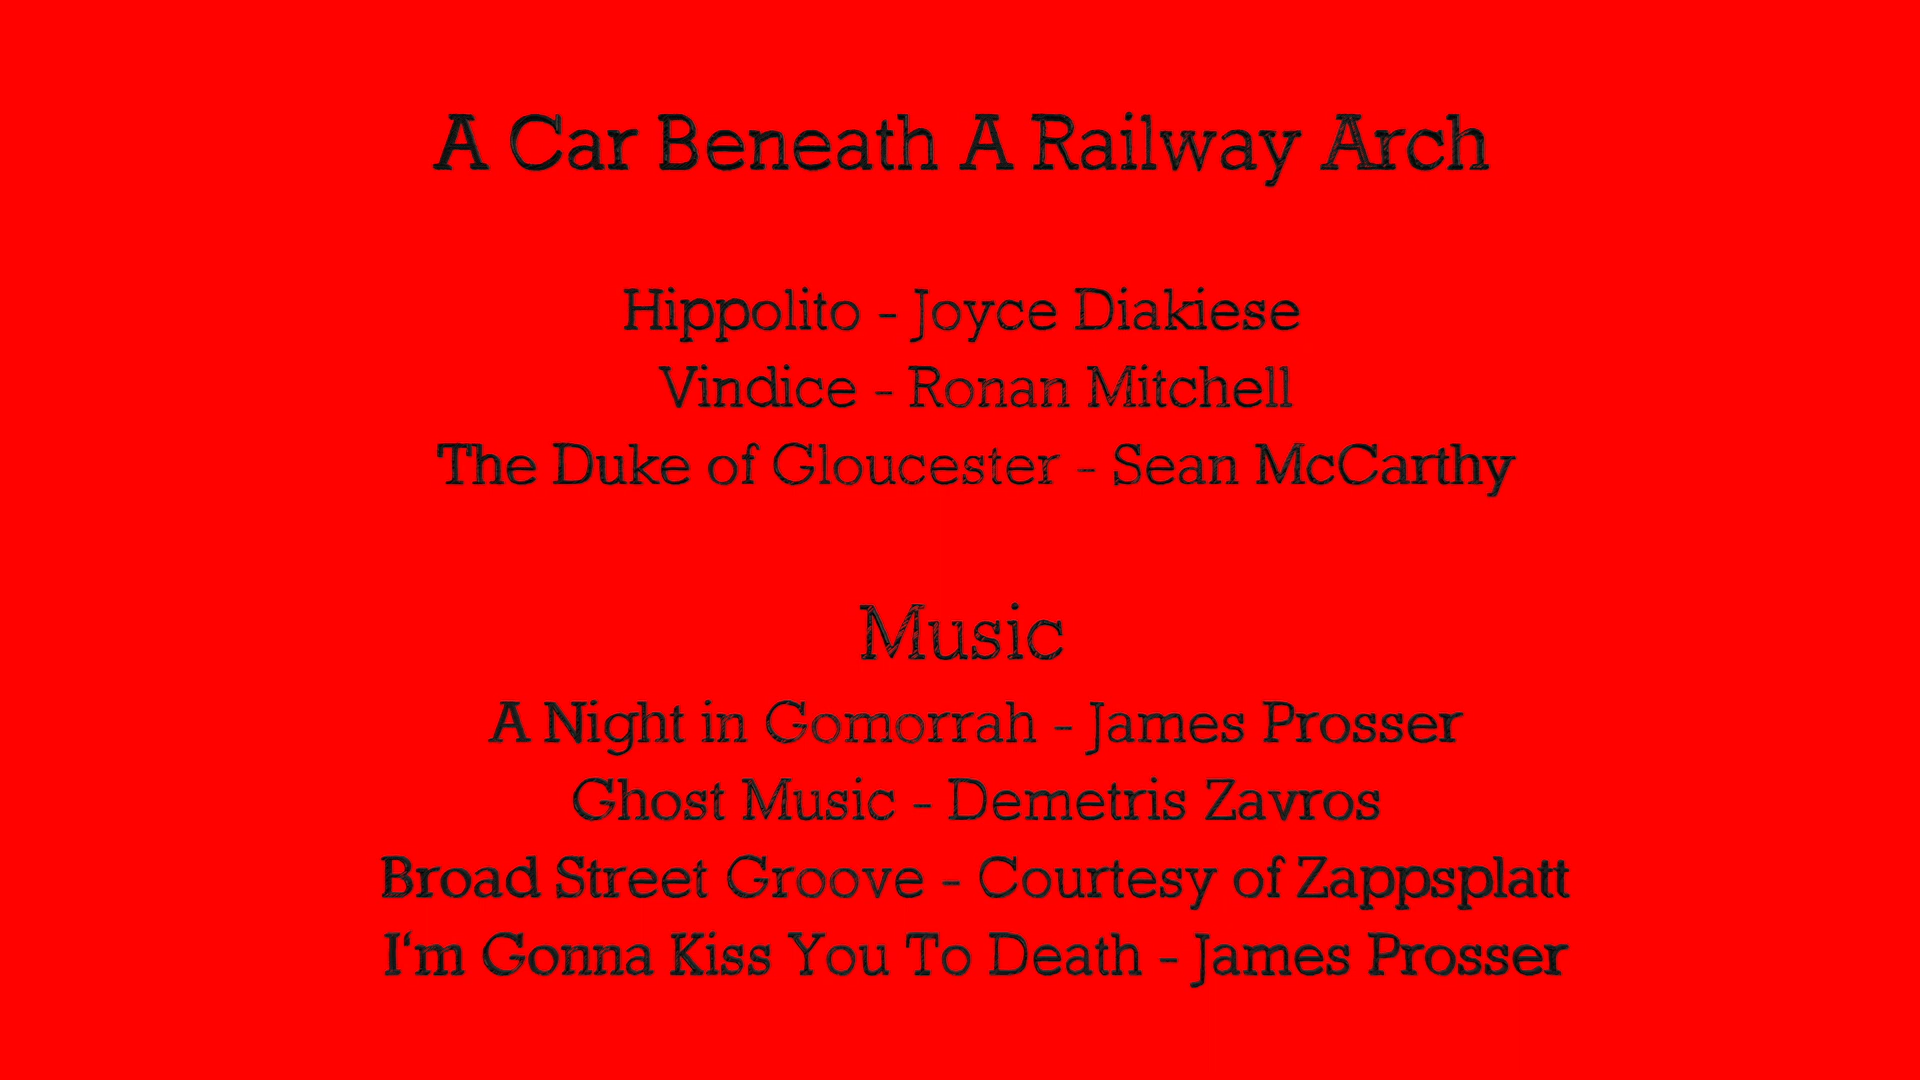 A Car Beneath A Railway Arch
Hippolito - Joyce Diakiese
Vindice - Ronan Mitchell
The Duke of Gloucester - Sean McCarthy
Music
A Night in Gomorrah - James Prosser
Ghost Music - Demetris Zavros
Broad Street Groove - Courtesy of Zappsplatt
I'm Gonna Kiss You To Death - James Prosser